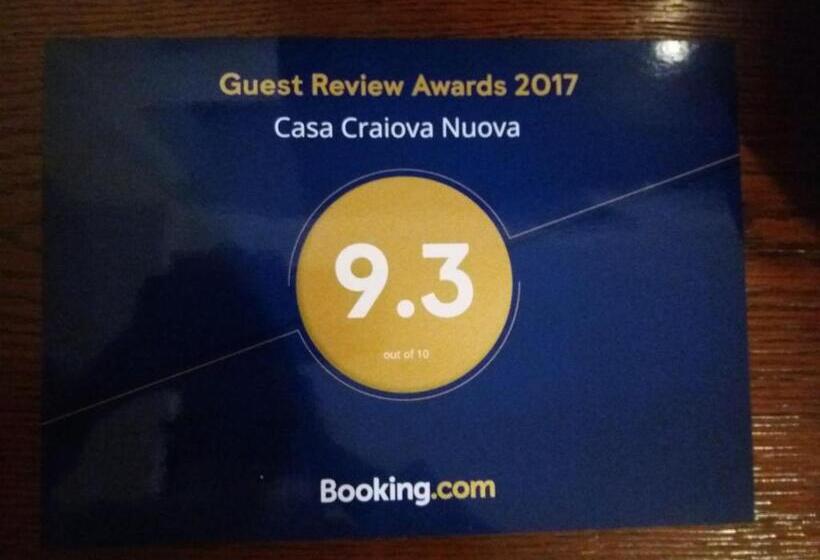 Guest Review Awards 2017
Casa Craiova Nuova
9.3
out of 10
Booking.com